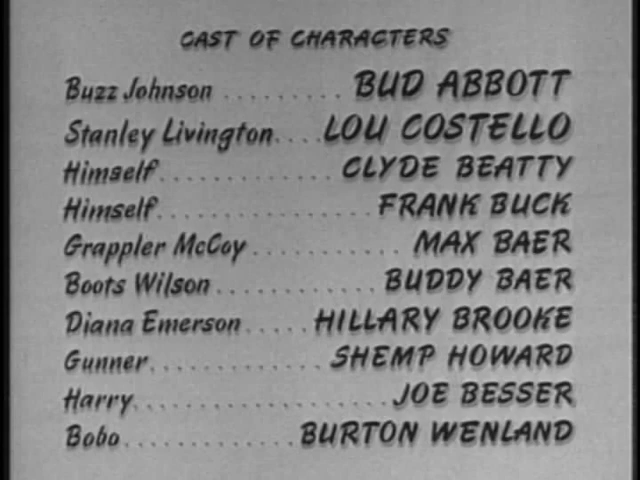 CAST OF CHARACTERS
Buzz Johnson ......... BUD ABBOTT
Stanley Livington.... LOU COSTELLO
Himself............. CLYDE BEATTY
Himself................ FRANK BUCK
Grappler McCoy ........... MAX BAER
Boots Wilson ............ BUDDY BAER
Diana Emerson ..... HILLARY BROOKE
Gunner............. SHEMP HOWARD
Harry................... JOE BESSER
Bobo............. BURTON WENLAND